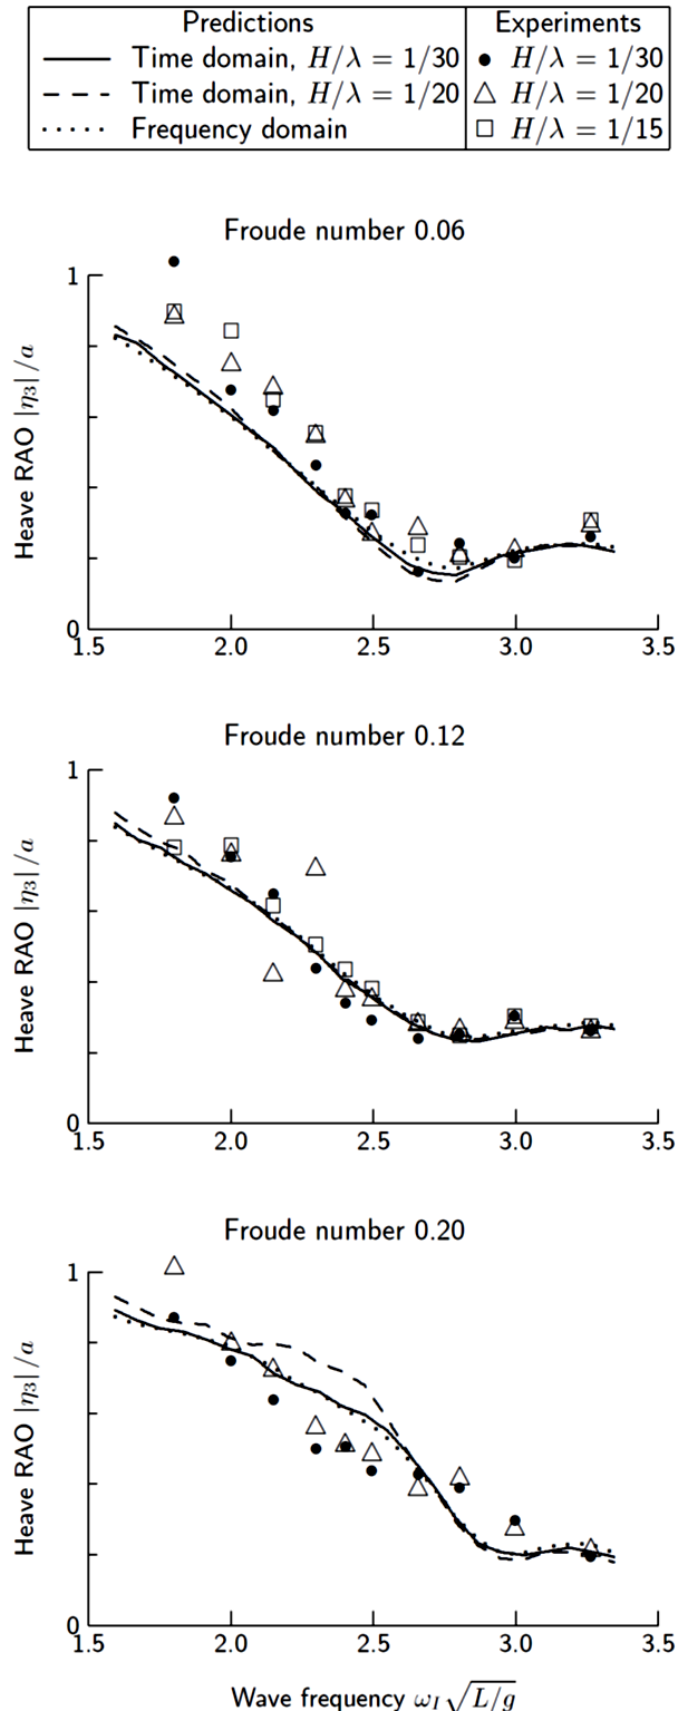 Predictions Experiments
Time domain, H/λ = 1/30 H/λ = 1/30
Time domain, H/λ = 1/20 H/λ = 1/20
Frequency domain H/λ = 1/15
Froude number 0.06
Heave RAO |η₃|/a
1
0
1.5 2.0 2.5 3.0 3.5
Froude number 0.12
Heave RAO |η₃|/a
1
0
1.5 2.0 2.5 3.0 3.5
Froude number 0.20
Heave RAO |η₃|/a
1
0
1.5 2.0 2.5 3.0 3.5
Wave frequency ω_I√(L/g)